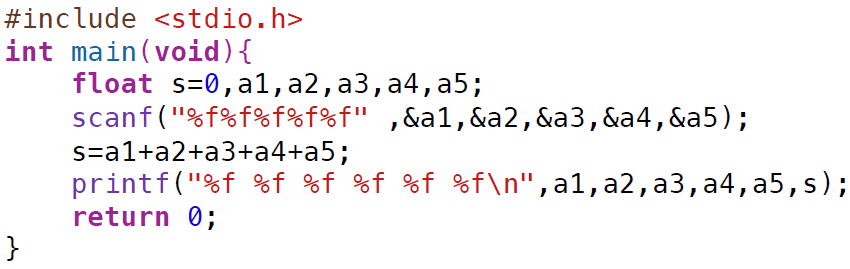 #include <stdio.h>
int main(void){
    float s=0,a1,a2,a3,a4,a5;
    scanf("%f%f%f%f%f" ,&a1,&a2,&a3,&a4,&a5);
    s=a1+a2+a3+a4+a5;
    printf("%f %f %f %f %f %f\n",a1,a2,a3,a4,a5,s);
    return 0;
}